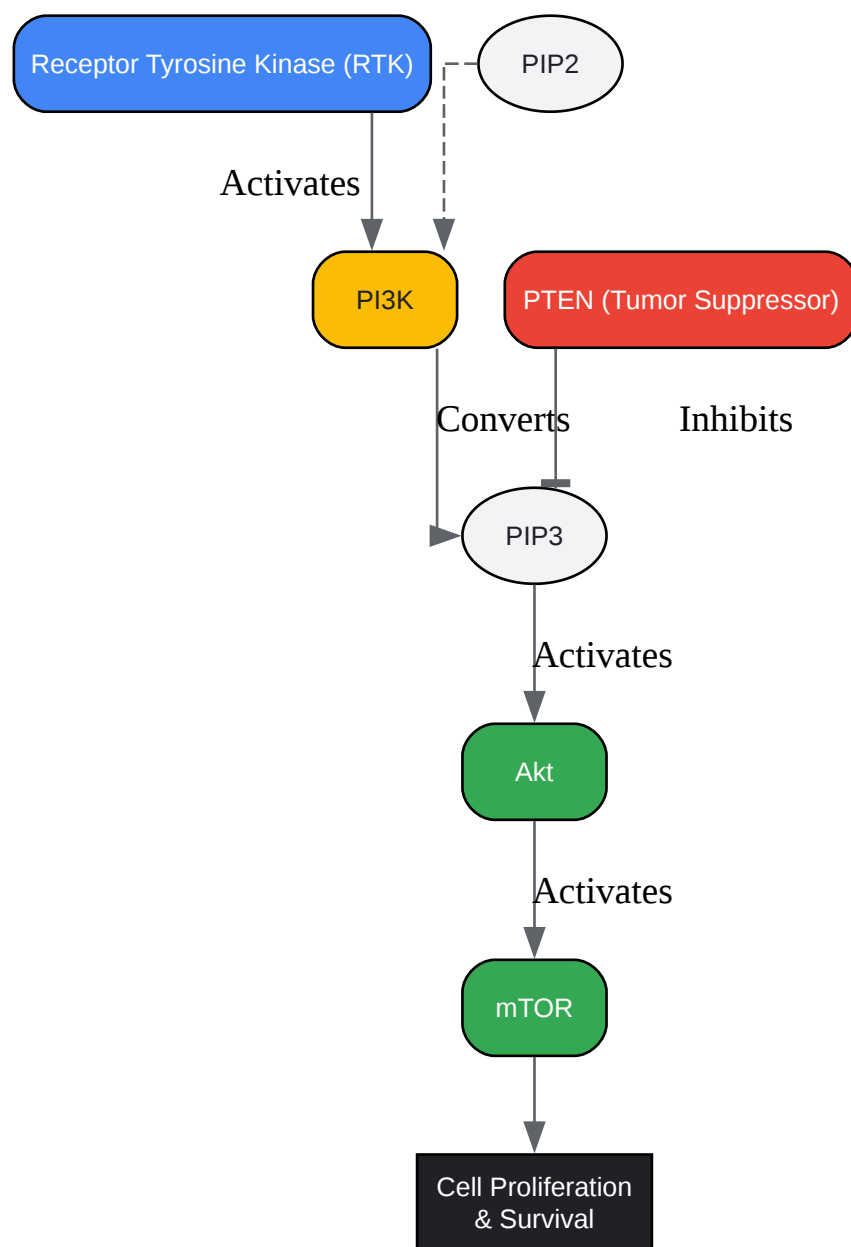 Receptor Tyrosine Kinase (RTK)
PIP2
Activates
PI3K
PTEN (Tumor Suppressor)
Converts
Inhibits
PIP3
Activates
Akt
Activates
mTOR
Cell Proliferation
& Survival